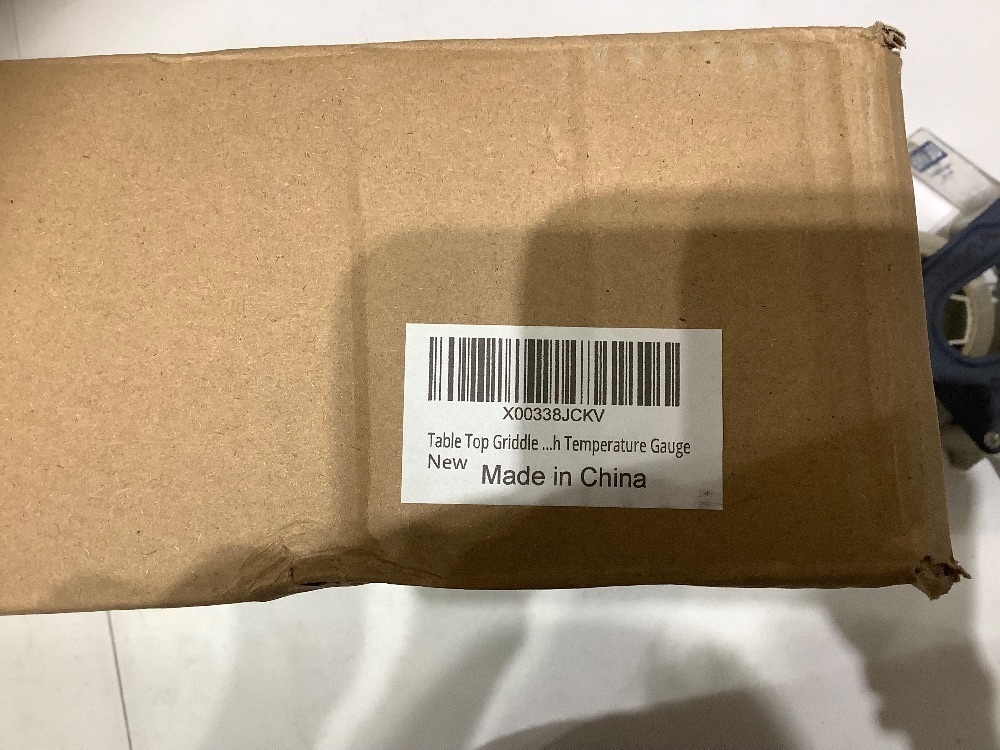 X00338JCKV
Table Top Griddle ...h Temperature Gauge
New
Made in China